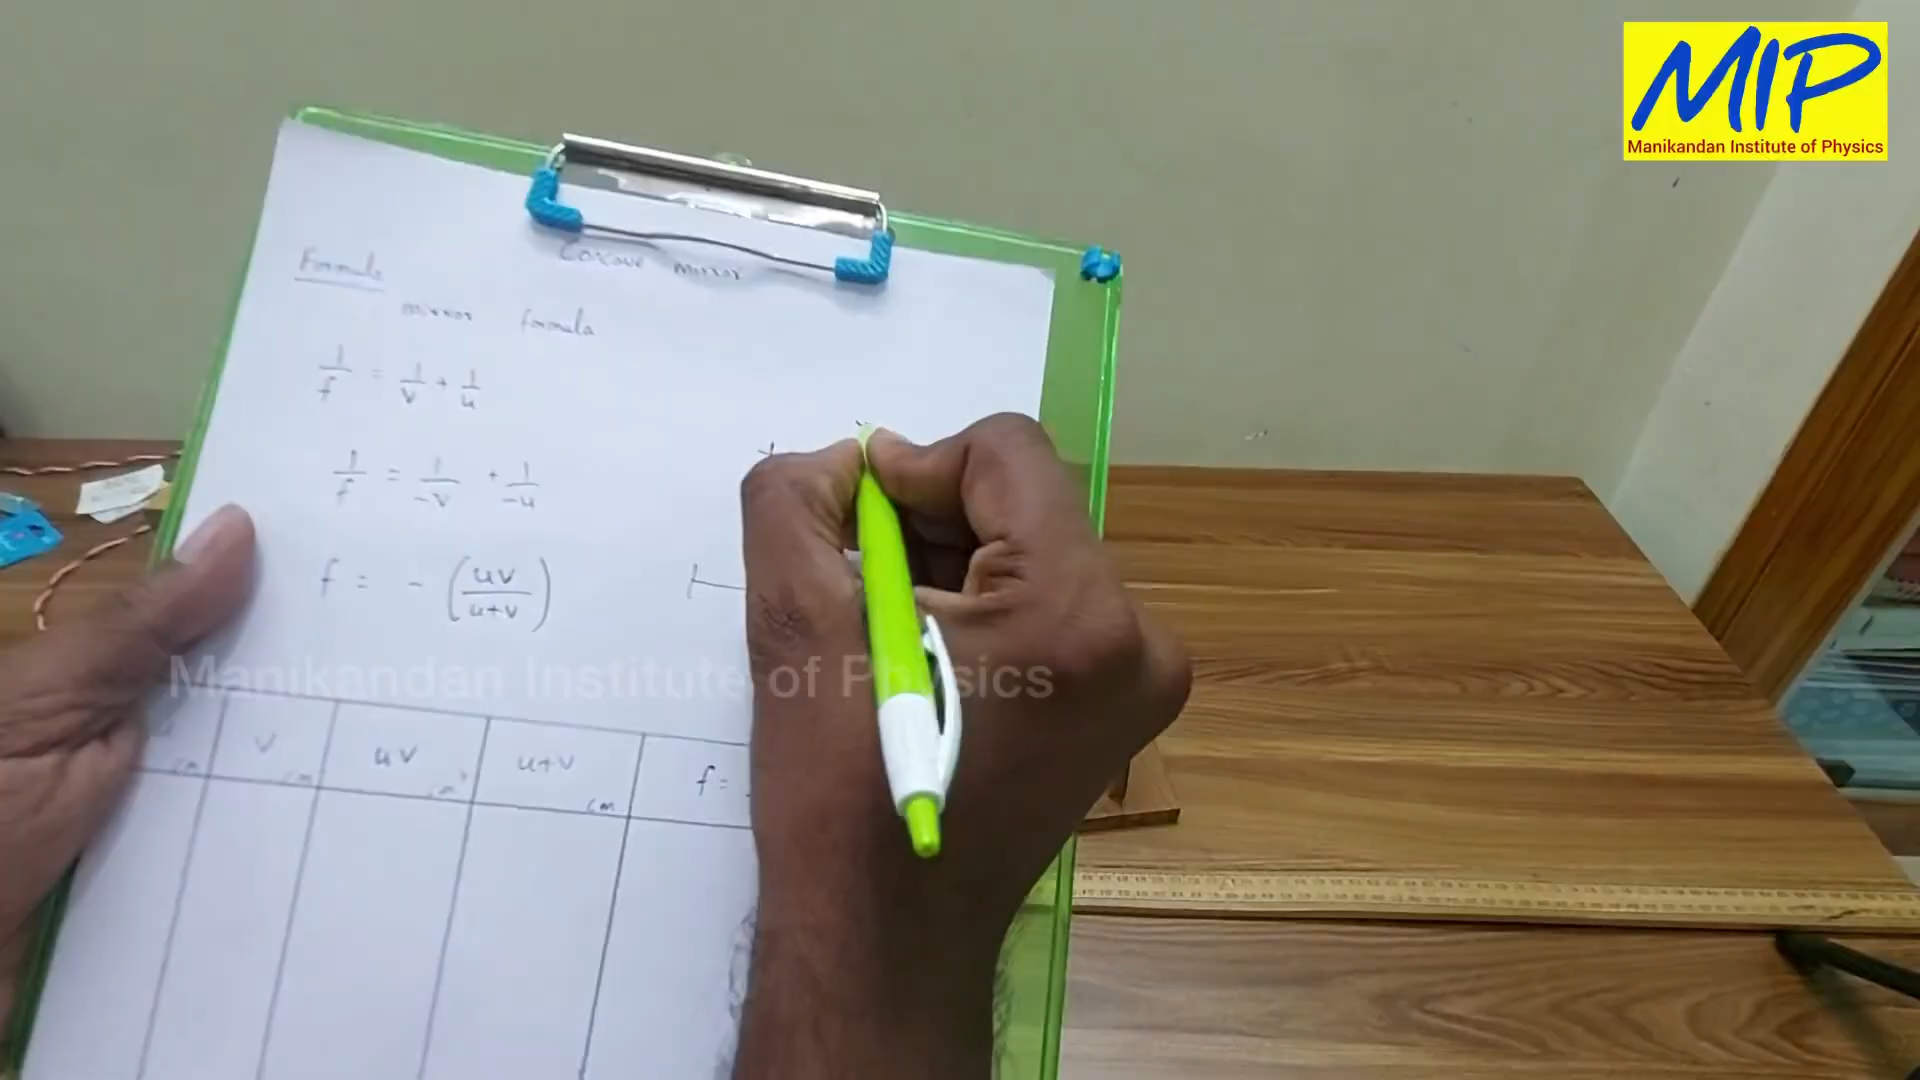 MIP
Manikandan Institute of Physics
Concave mirror
Formula
mirror formula
1/f = 1/v + 1/u
1/f = 1/-v + 1/-u
f = - (uv/u+v)
Manikandan Institute of Physics
cm
v cm
uv cm²
u+v cm
f =